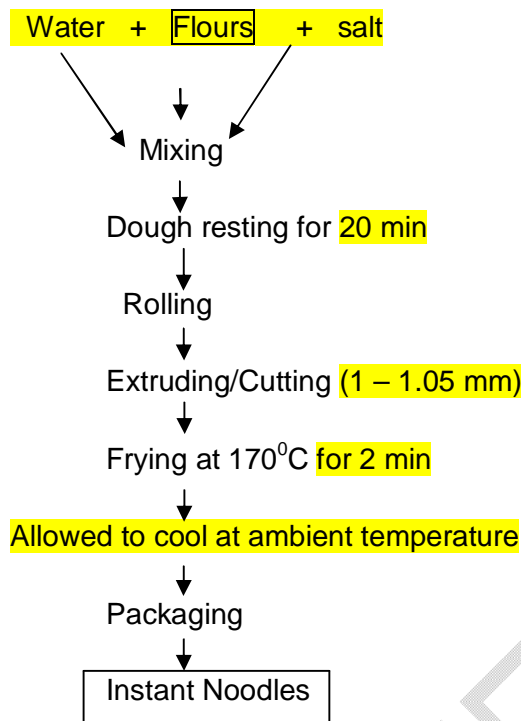 Water + Flours + salt
Mixing
Dough resting for 20 min
Rolling
Extruding/Cutting (1 – 1.05 mm)
Frying at 170⁰C for 2 min
Allowed to cool at ambient temperature
Packaging
Instant Noodles